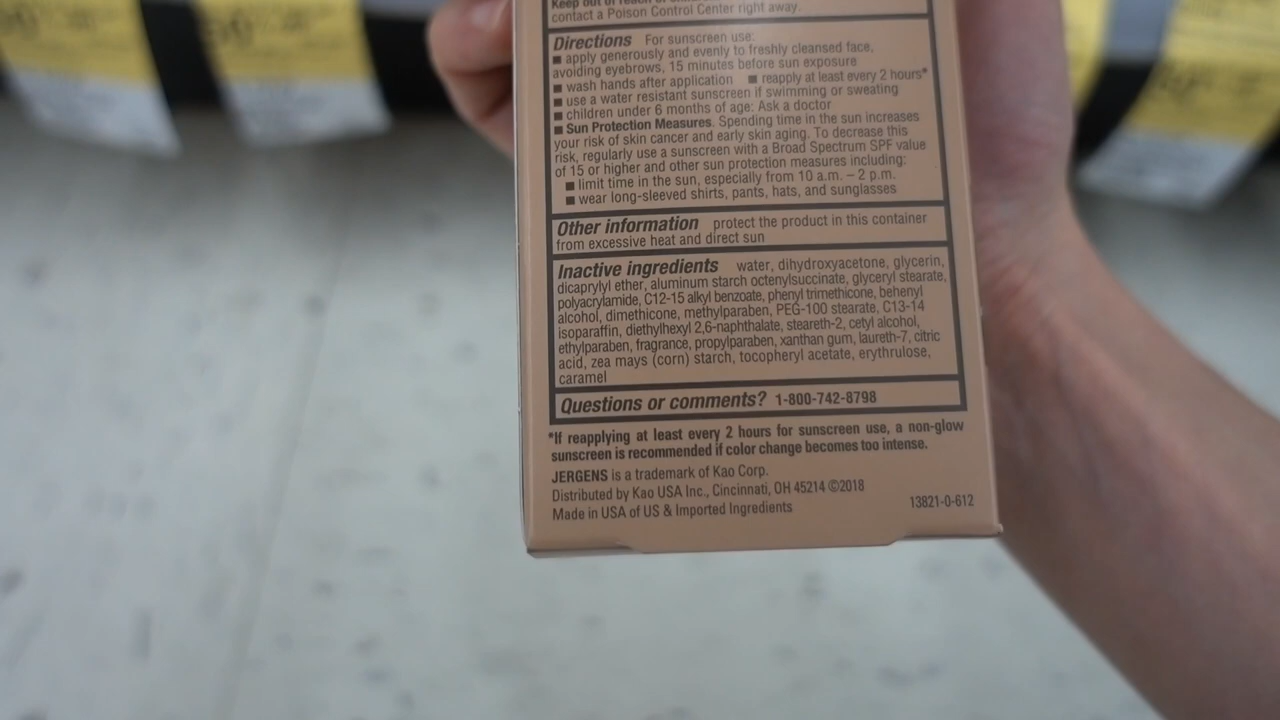 Keep out of reach of
contact a Poison Control Center right away.
Directions For sunscreen use:
■ apply generously and evenly to freshly cleansed face,
avoiding eyebrows, 15 minutes before sun exposure
■ wash hands after application ■ reapply at least every 2 hours*
■ use a water resistant sunscreen if swimming or sweating
■ children under 6 months of age: Ask a doctor
■ Sun Protection Measures. Spending time in the sun increases
your risk of skin cancer and early skin aging. To decrease this
risk, regularly use a sunscreen with a Broad Spectrum SPF value
of 15 or higher and other sun protection measures including:
■ limit time in the sun, especially from 10 a.m. – 2 p.m.
■ wear long-sleeved shirts, pants, hats, and sunglasses
Other information protect the product in this container
from excessive heat and direct sun
Inactive ingredients water, dihydroxyacetone, glycerin,
dicaprylyl ether, aluminum starch octenylsuccinate, glyceryl stearate,
polyacrylamide, C12-15 alkyl benzoate, phenyl trimethicone, behenyl
alcohol, dimethicone, methylparaben, PEG-100 stearate, C13-14
isoparaffin, diethylhexyl 2,6-naphthalate, steareth-2, cetyl alcohol,
ethylparaben, fragrance, propylparaben, xanthan gum, laureth-7, citric
acid, zea mays (corn) starch, tocopheryl acetate, erythrulose,
caramel
Questions or comments? 1-800-742-8798
*If reapplying at least every 2 hours for sunscreen use, a non-glow
sunscreen is recommended if color change becomes too intense.
JERGENS is a trademark of Kao Corp.
Distributed by Kao USA Inc., Cincinnati, OH 45214 ©2018
Made in USA of US & Imported Ingredients
13821-0-612